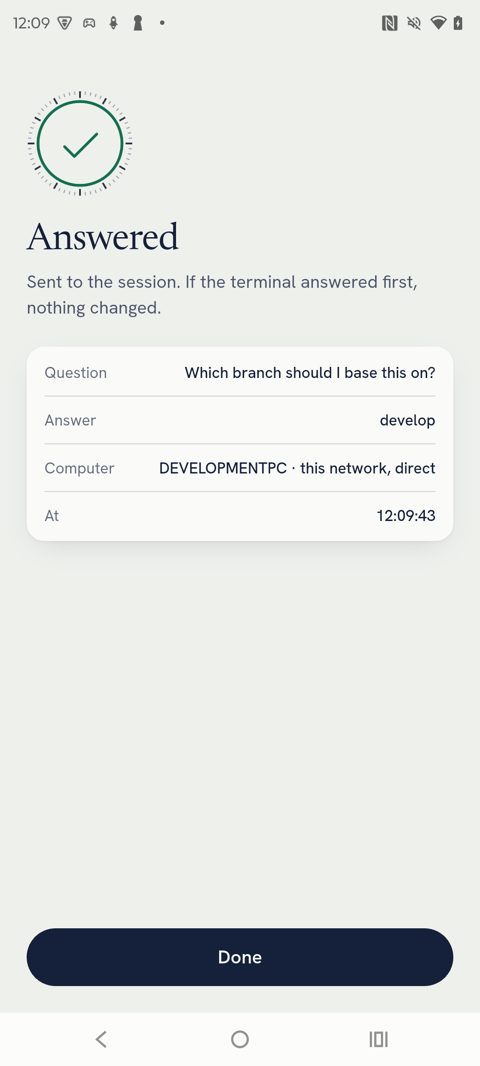 12:09
Answered
Sent to the session. If the terminal answered first,
nothing changed.
Question Which branch should I base this on?
Answer develop
Computer DEVELOPMENTPC · this network, direct
At 12:09:43
Done